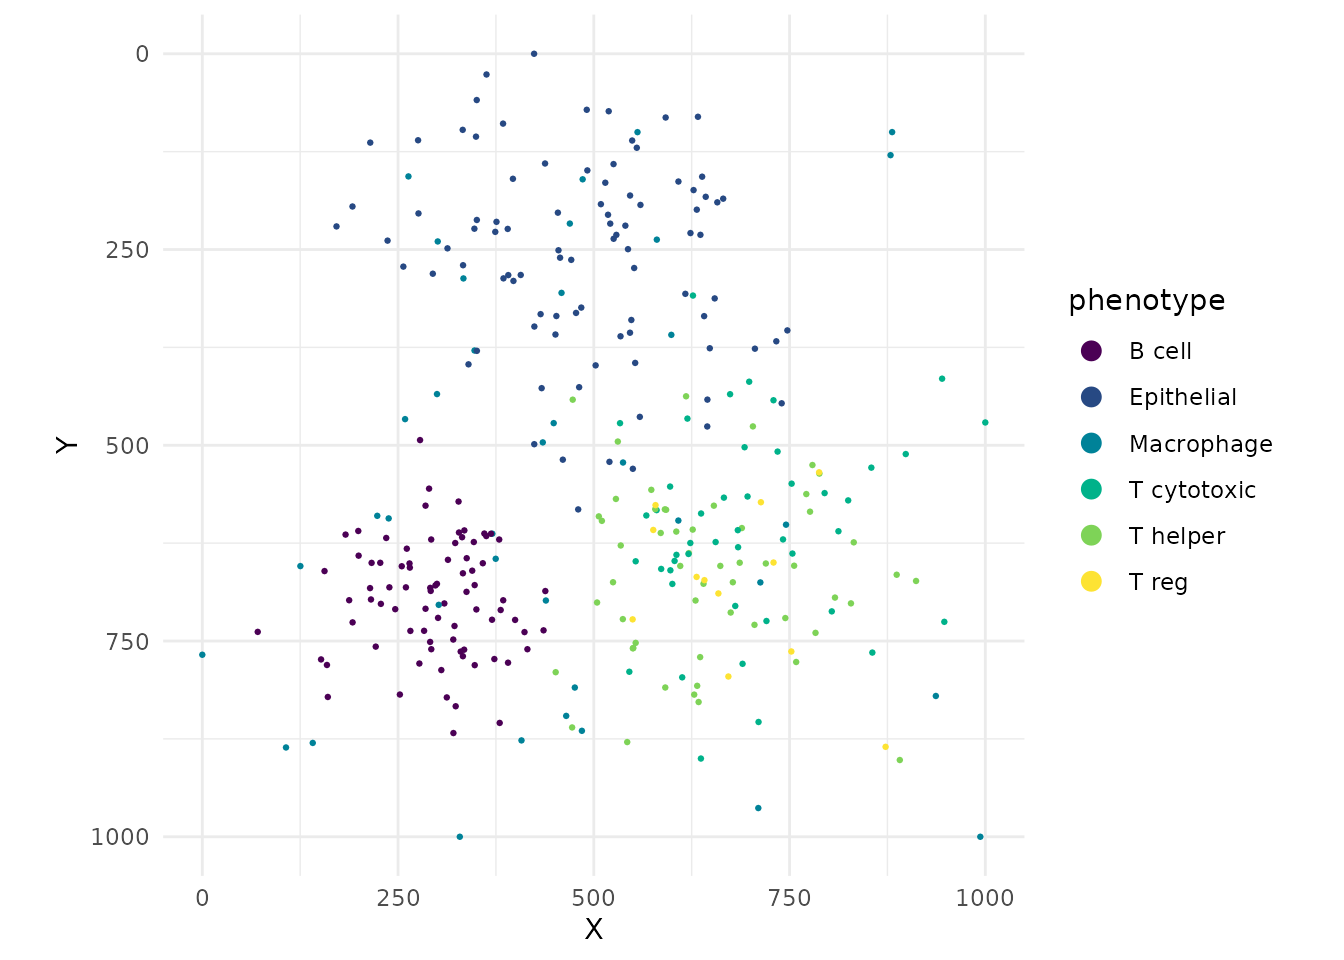 0
250
500
750
1000
Y
0 250 500 750 1000
X
phenotype
B cell
Epithelial
Macrophage
T cytotoxic
T helper
T reg